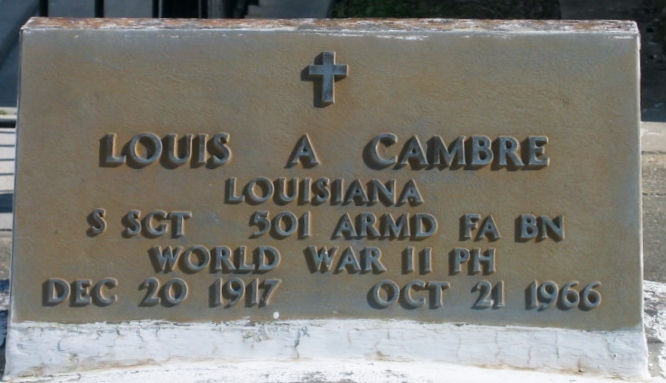 LOUIS A CAMBRE
LOUISIANA
S SGT 501 ARMD FA BN
WORLD WAR II PH
DEC 20 1917 OCT 21 1966